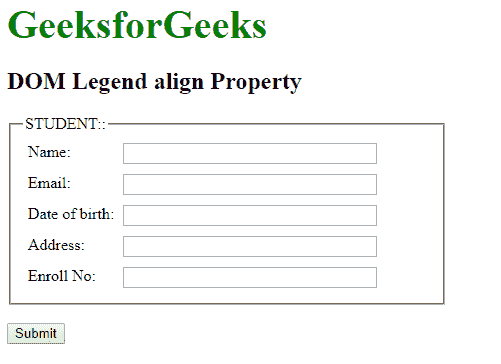 GeeksforGeeks
DOM Legend align Property
STUDENT::
Name:
Email:
Date of birth:
Address:
Enroll No:
Submit